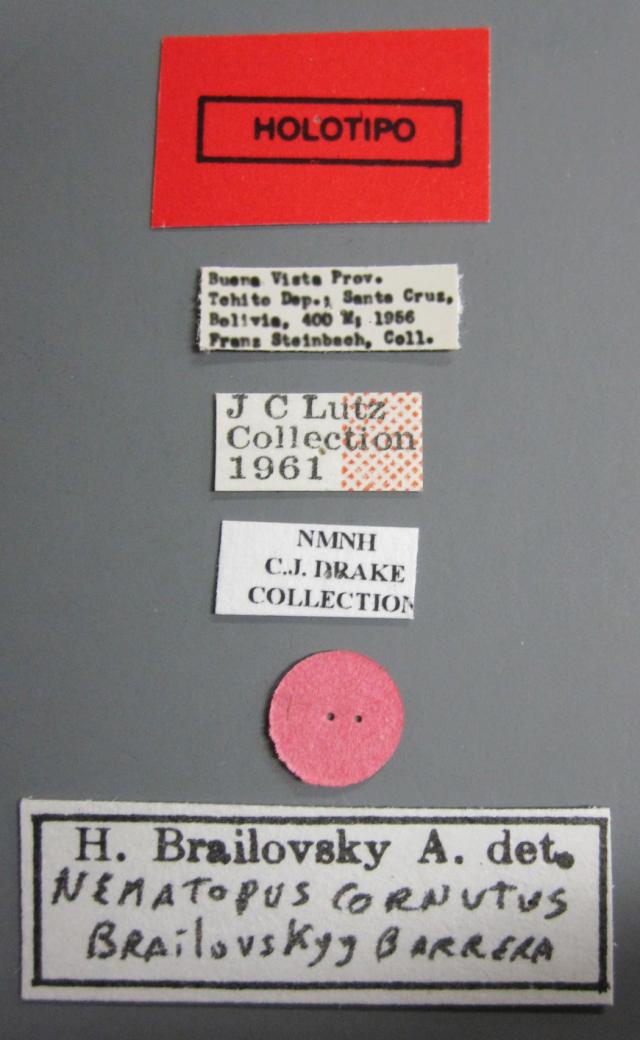 HOLOTIPO
Buena Vista Prov.
Tchito Dep.; Santa Cruz,
Bolivia, 400 M; 1956
Franz Steinbach, Coll.
J C Lutz
Collection
1961
NMNH
C.J. DRAKE
COLLECTION
H. Brailovsky A. det.
NEMATOPUS CORNUTUS
BRAilovsKyy BARRERA